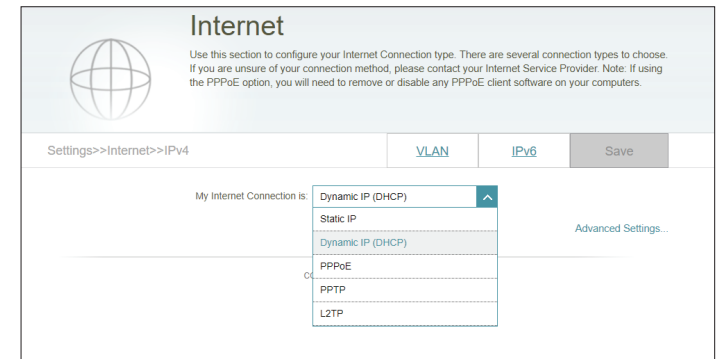 Internet
Use this section to configure your Internet Connection type. There are several connection types to choose.
If you are unsure of your connection method, please contact your Internet Service Provider. Note: If using
the PPPoE option, you will need to remove or disable any PPPoE client software on your computers.
Settings>>Internet>>IPv4 VLAN IPv6 Save
My Internet Connection is: Dynamic IP (DHCP)
Static IP
Advanced Settings...
Dynamic IP (DHCP)
PPPoE
PPTP
L2TP